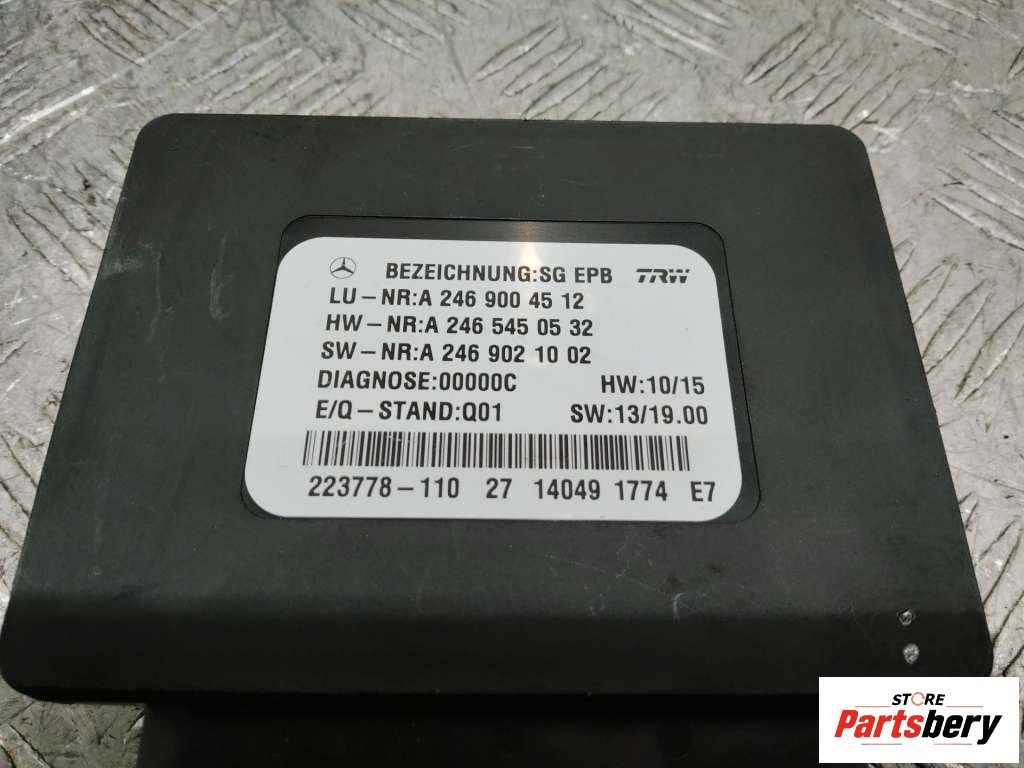 BEZEICHNUNG:SG EPB TRW
LU-NR:A 246 900 45 12
HW-NR:A 246 545 05 32
SW-NR:A 246 902 10 02
DIAGNOSE:00000C HW:10/15
E/Q-STAND:Q01 SW:13/19.00
223778-110 27 14049 1774 E7
STORE
Partsbery